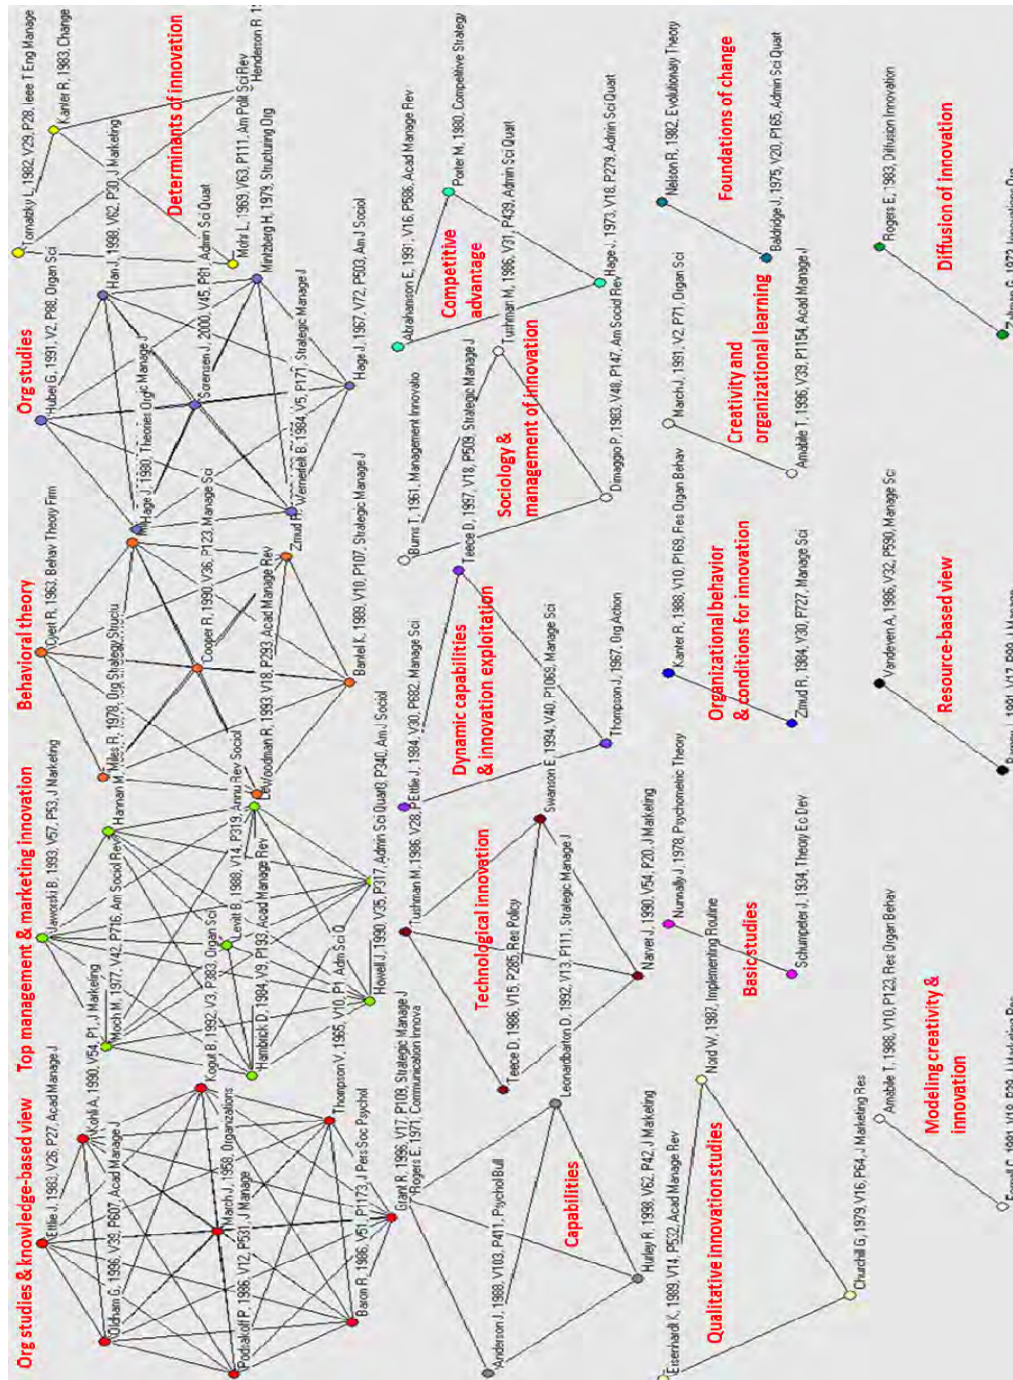 Org studies & knowledge-based view
Ettlie J, 1983, V26, P27, Acad Manage J
Kohli A, 1990, V54, P1, J Marketing
Oldham G, 1996, V39, P607, Acad Manage J
Kogut B, 1992, V3, P383, Organ Sci
March J, 1958, Organizations
Podsakoff P, 1986, V12, P531, J Manage
Thompson V, 1965, V10, P1, Adm Sci Q
Baron R, 1986, V51, P1173, J Pers Soc Psychol
Grant R, 1996, V17, P109, Strategic Manage J
Top management & marketing innovation
Jaworski B, 1993, V57, P53, J Marketing
Moch M, 1977, V42, P716, Am Sociol Rev
Hannan M,
Levitt B, 1988, V14, P319, Annu Rev Sociol
Hambrick D, 1984, V9, P193, Acad Manage Rev
Howell J, 1990, V35, P317, Admin Sci Quart
P340, Am J Sociol
Behavioral theory
Cyert R, 1963, Behav Theory Firm
Miles R, 1978, Org Strategy Structu
Cooper R, 1990, V36, P123, Manage Sci
Woodman R, 1993, V18, P293, Acad Manage Rev
Zmud R,
Bantel K, 1989, V10, P107, Strategic Manage J
Org studies
Huber G, 1991, V2, P88, Organ Sci
Han J, 1998, V62, P30, J Marketing
Hage J, 1980, Theories Org
Sorensen J, 2000, V45, P81, Admin Sci Quart
Mintzberg H, 1979, Structuring Org
Wernerfelt B, 1984, V5, P171, Strategic Manage J
Hage J, 1967, V72, P503, Am J Sociol
Determinants of innovation
Tornatzky L, 1982, V29, P28, Ieee T Eng Manage
Kanter R, 1983, Change
Mohr L, 1969, V63, P111, Am Polit Sci Rev
Henderson R,
Rogers E, 1971, Communication Innova
Anderson J, 1988, V103, P411, Psychol Bull
Leonardbarton D, 1992, V13, P111, Strategic Manage J
Hurley R, 1998, V62, P42, J Marketing
Capabilities
Tushman M, 1986, V28, P
Teece D, 1986, V15, P285, Res Policy
Swanson E, 1994, V40, P1069, Manage Sci
Narver J, 1990, V54, P20, J Marketing
Technological innovation
Ettlie J, 1984, V30, P682, Manage Sci
Teece D, 1997, V18, P509, Strategic Manage J
Thompson J, 1967, Org Action
Dynamic capabilities
& innovation exploitation
Burns T, 1961, Management Innovatio
Tushman M, 1986, V31, P439, Admin Sci Quart
Dimaggio P, 1983, V48, P147, Am Sociol Rev
Sociology &
management of innovation
Abrahamson E, 1991, V16, P586, Acad Manage Rev
Porter M, 1980, Competitive Strategy
Hage J, 1973, V18, P279, Admin Sci Quart
Competitive
advantage
Eisenhardt K, 1989, V14, P532, Acad Manage Rev
Nord W, 1987, Implementing Routine
Churchill G, 1979, V16, P64, J Marketing Res
Qualitative innovation studies
Nunnally J, 1978, Psychometric Theory
Schumpeter J, 1934, Theory Ec Dev
Basic studies
Kanter R, 1988, V10, P169, Res Organ Behav
Zmud R, 1984, V30, P727, Manage Sci
Organizational behavior
& conditions for innovation
March J, 1991, V2, P71, Organ Sci
Amabile T, 1996, V39, P1154, Acad Manage J
Creativity and
organizational learning
Nelson R, 1982, Evolutionary Theory
Baldridge J, 1975, V20, P165, Admin Sci Quart
Foundations of change
Amabile T, 1988, V10, P123, Res Organ Behav
Modeling creativity &
innovation
Vandeven A, 1986, V32, P590, Manage Sci
Resource-based view
Rogers E, 1983, Diffusion Innovation
Diffusion of innovation